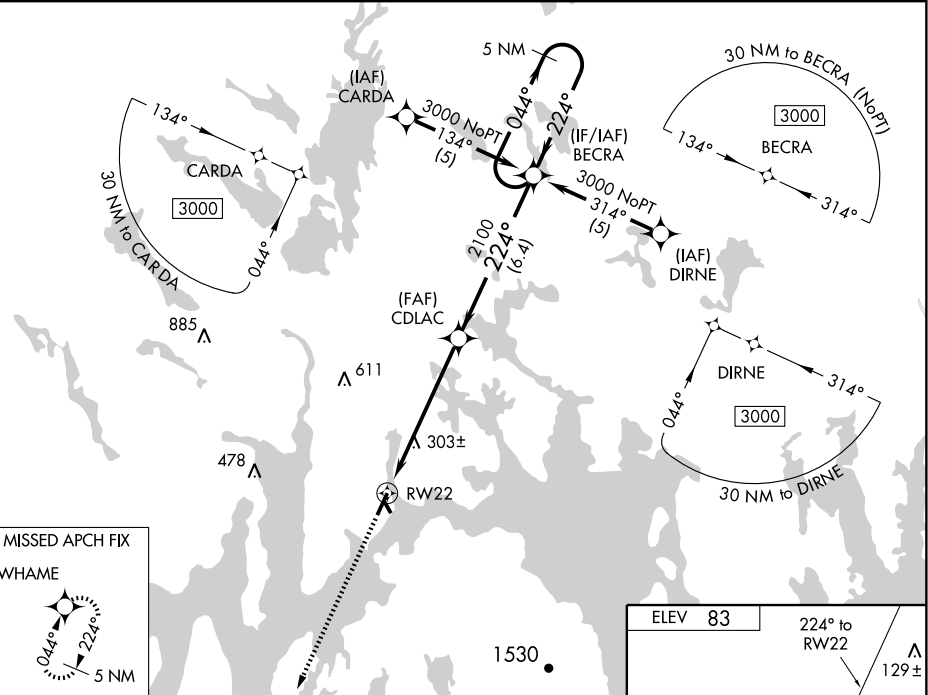 5 NM
044°
224°
(IAF)
CARDA
3000 NoPT
134°
(5)
(IF/IAF)
BECRA
3000 NoPT
314°
(5)
(IAF)
DIRNE
30 NM to BECRA (NoPT)
3000
134°
BECRA
314°
134°
CARDA
3000
30 NM to CARDA
044°
2100
224°
(6.4)
(FAF)
CDLAC
885
611
303±
478
RW22
DIRNE
314°
044°
3000
30 NM to DIRNE
MISSED APCH FIX
WHAME
044°
224°
5 NM
1530
ELEV 83
224° to
RW22
129±